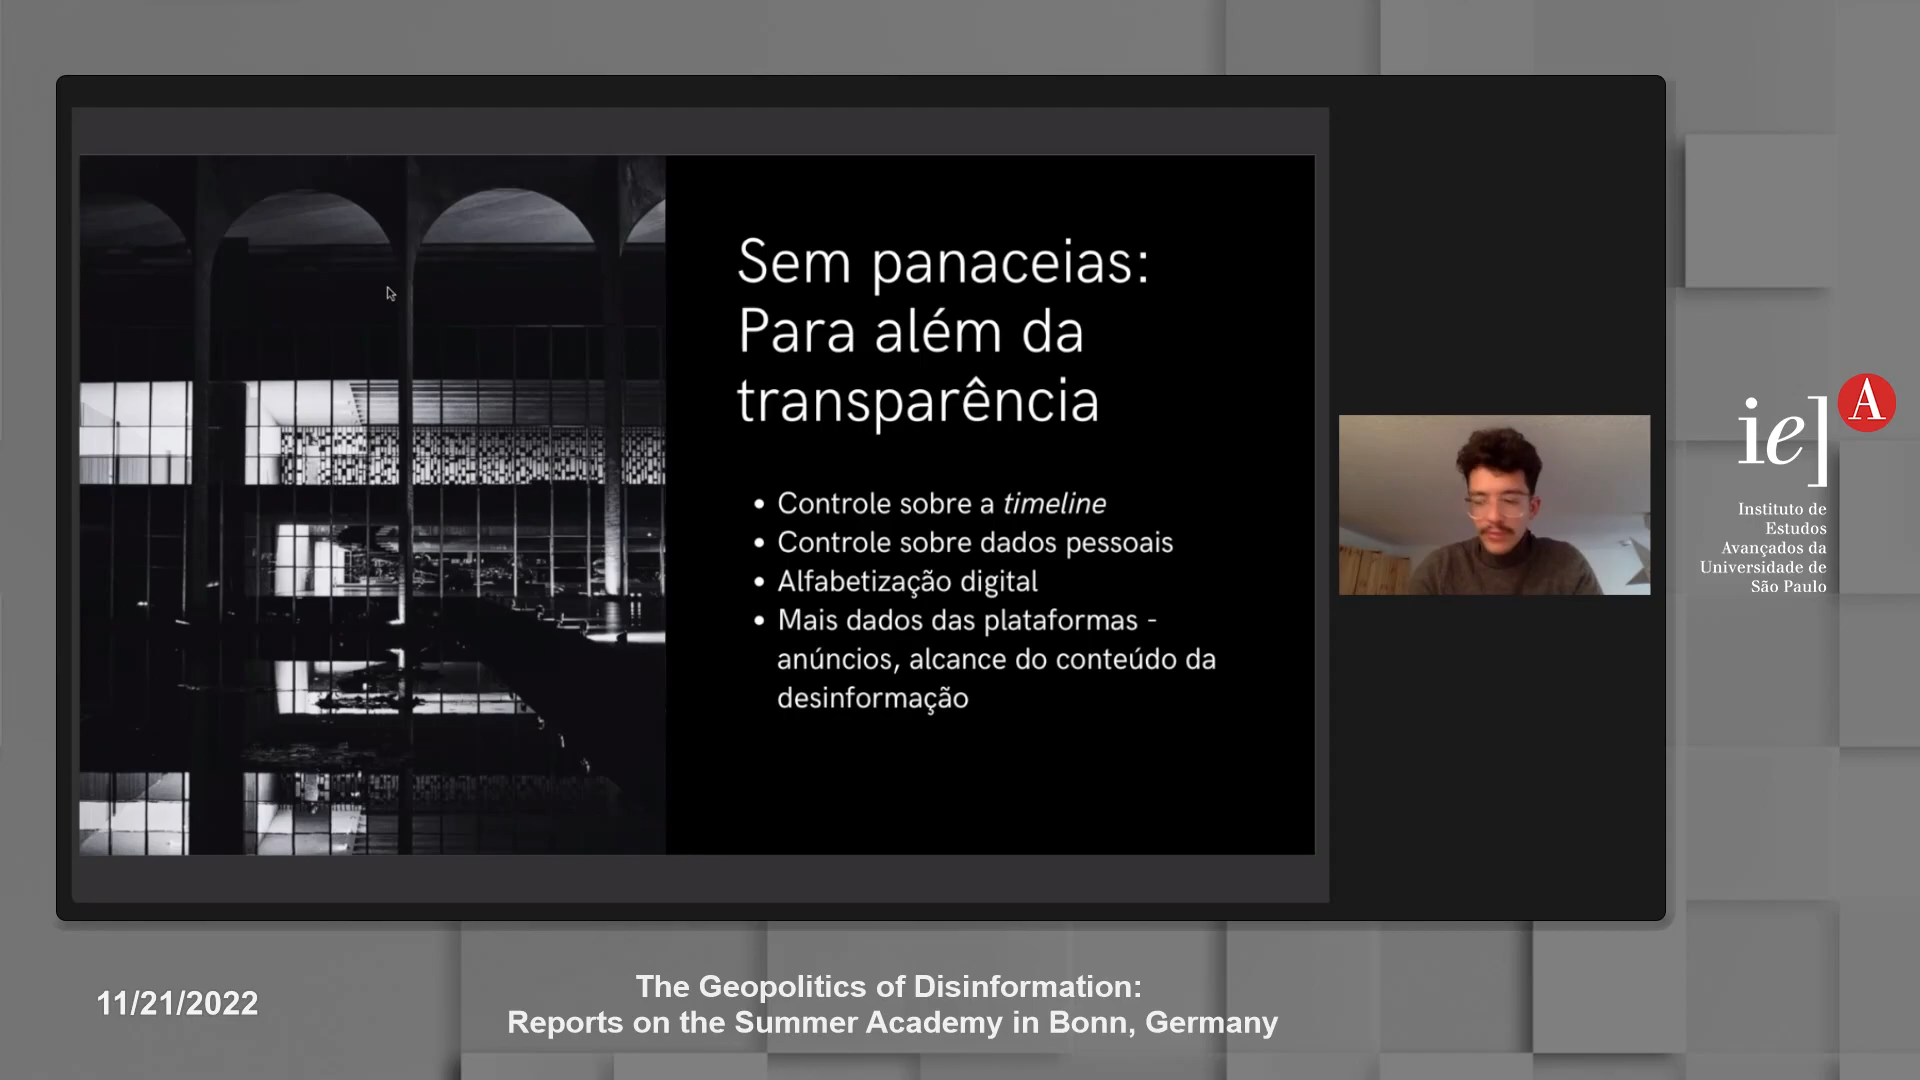 Sem panaceias:
Para além da
transparência
• Controle sobre a timeline
• Controle sobre dados pessoais
• Alfabetização digital
• Mais dados das plataformas -
anúncios, alcance do conteúdo da
desinformação
ie] A
Instituto de
Estudos
Avançados da
Universidade de
São Paulo
11/21/2022
The Geopolitics of Disinformation:
Reports on the Summer Academy in Bonn, Germany